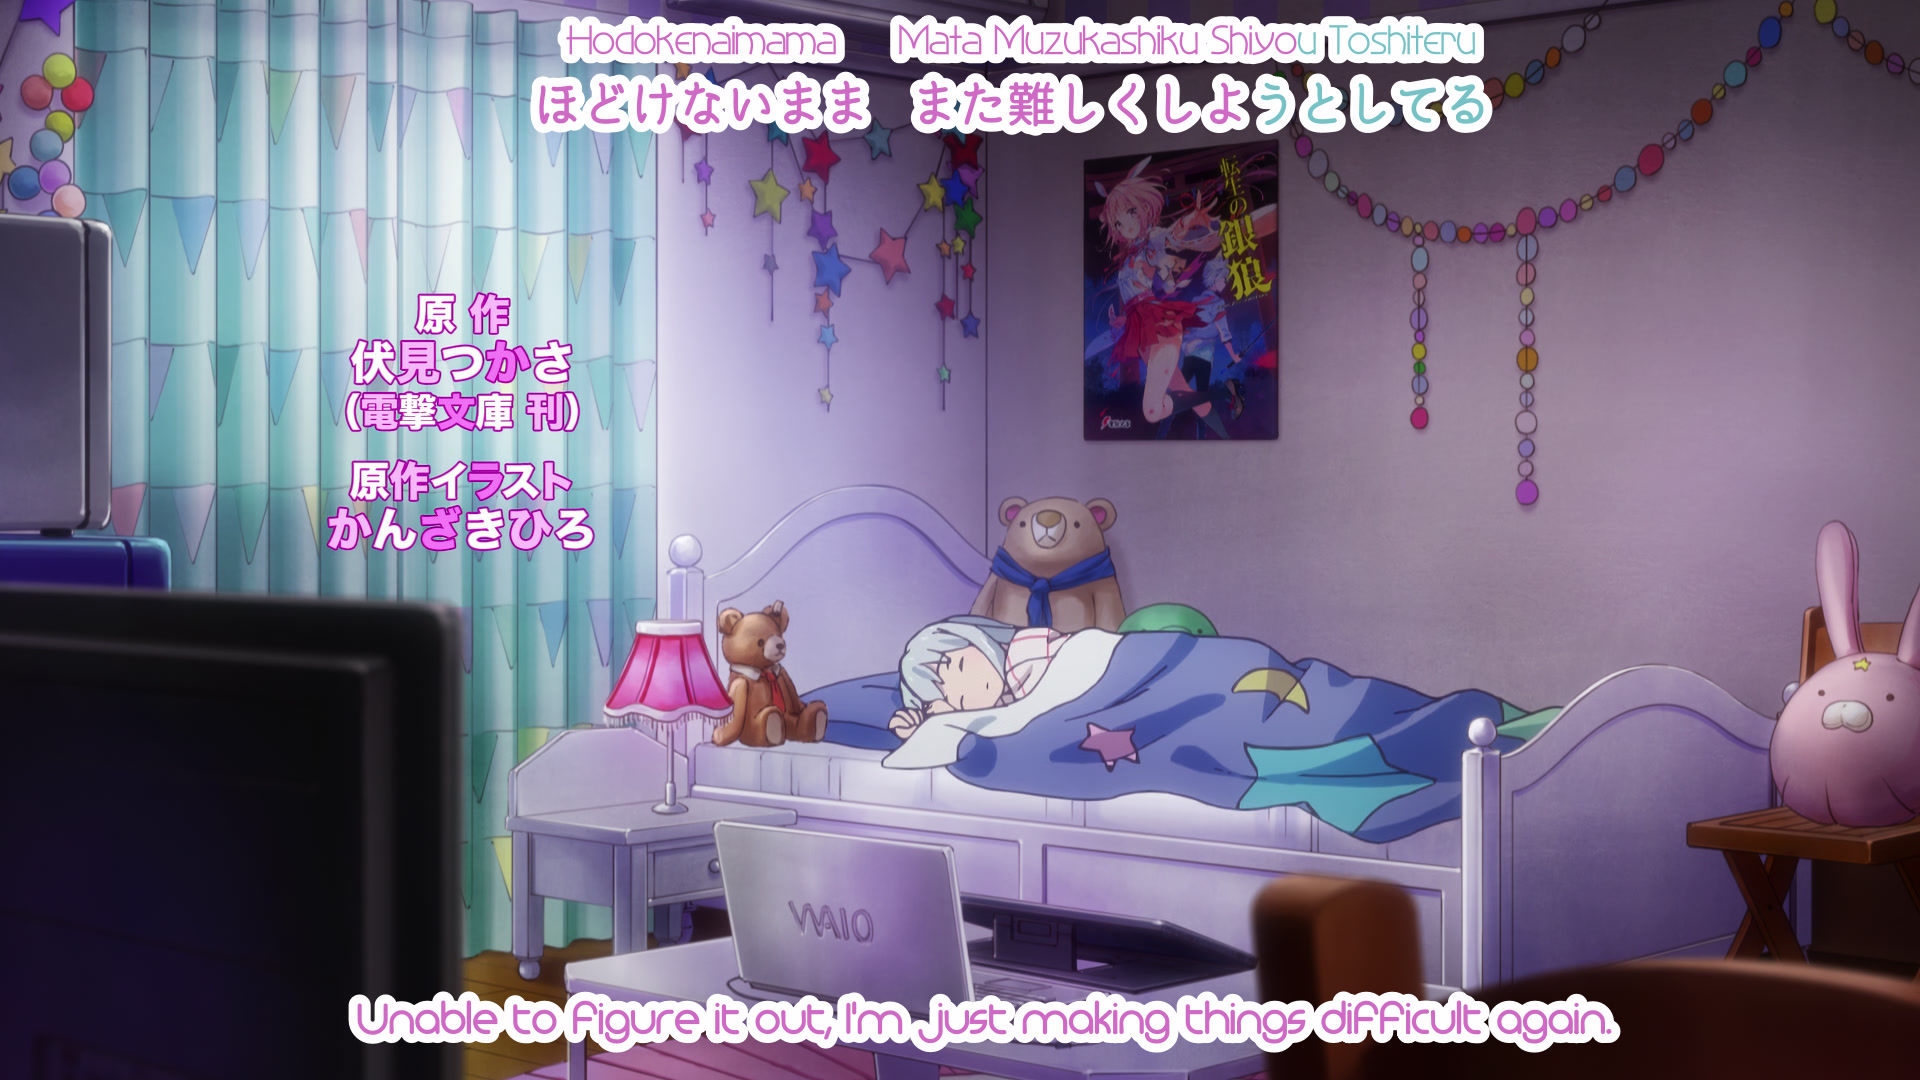 Hodokenaimama Mata Muzukashiku Shiyou Toshiteru
ほどけないまま また難しくしようとしてる
転生の
銀狼
原作
伏見つかさ
(電撃文庫 刊)
原作イラスト
かんざきひろ
WAIO
Unable to figure it out, I'm just making things difficult again.